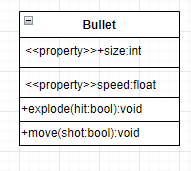 Bullet
<<property>>+size:int
<<property>>speed:float
+explode(hit:bool):void
+move(shot:bool):void